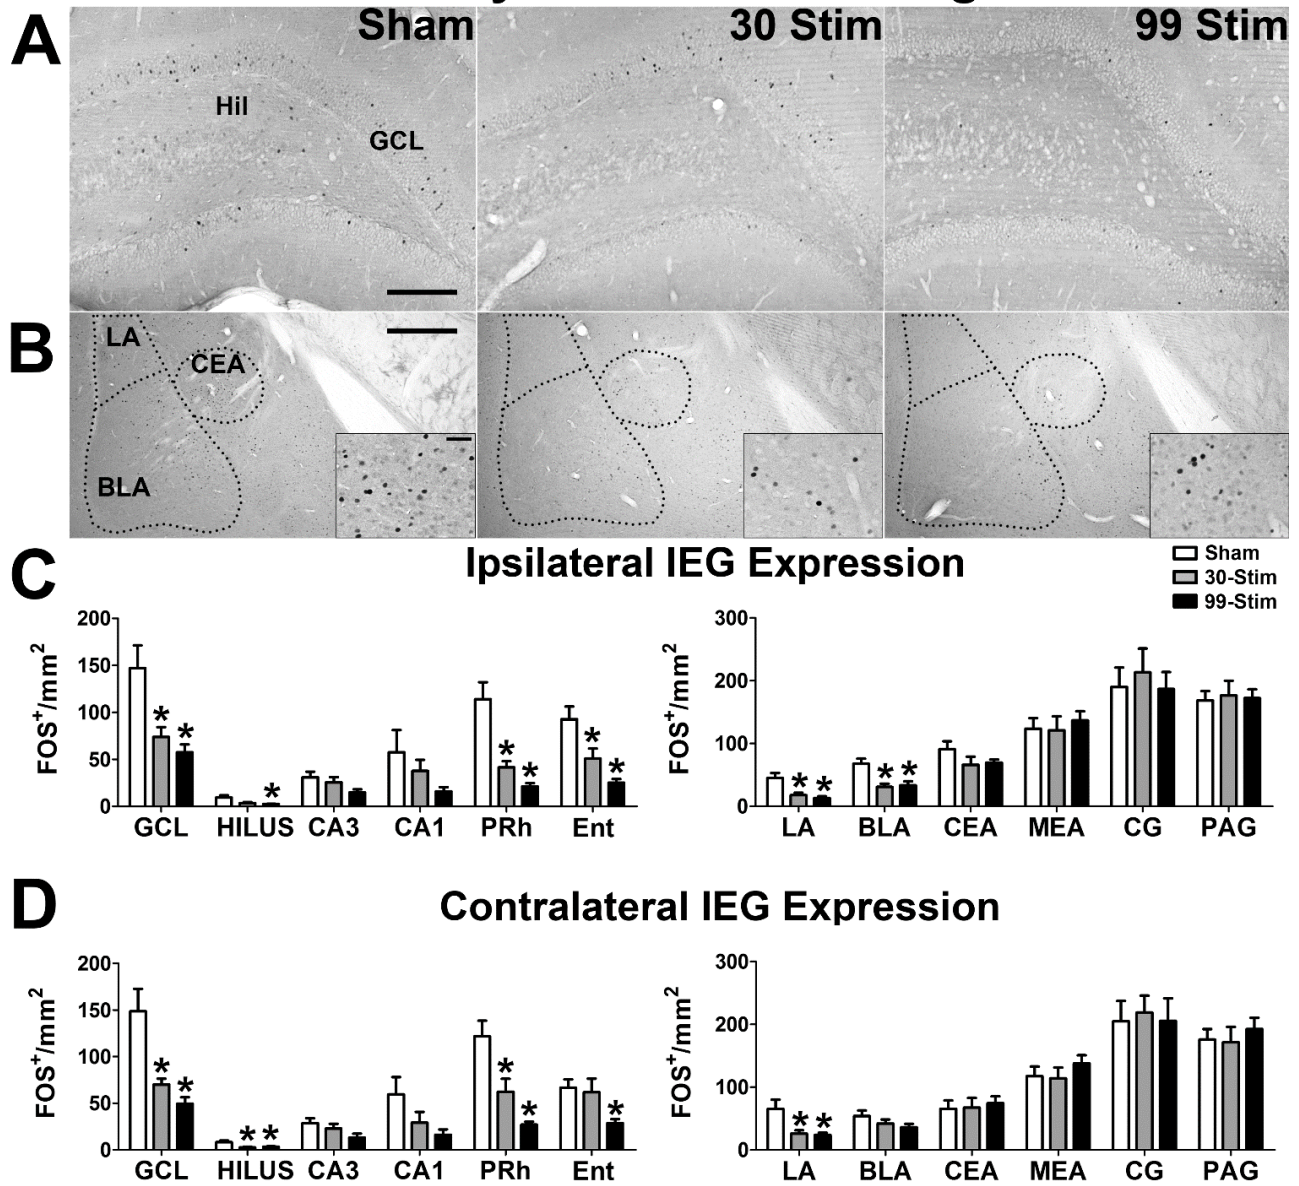 A
Sham
30 Stim
99 Stim
Hil
GCL
B
LA
CEA
BLA
C
Ipsilateral IEG Expression
Sham
30-Stim
99-Stim
FOS+/mm2
200
150
100
50
0
* * * * * * *
GCL HILUS CA3 CA1 PRh Ent
FOS+/mm2
300
200
100
0
* * * *
LA BLA CEA MEA CG PAG
D
Contralateral IEG Expression
FOS+/mm2
200
150
100
50
0
* * * * * * *
GCL HILUS CA3 CA1 PRh Ent
FOS+/mm2
300
200
100
0
* *
LA BLA CEA MEA CG PAG